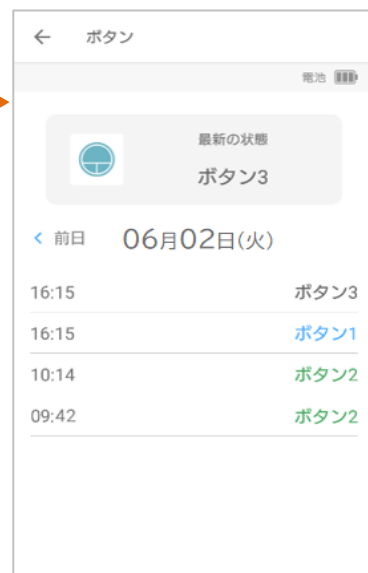 ボタン
電池
最新の状態
ボタン3
前日 06月02日(火)
16:15 ボタン3
16:15 ボタン1
10:14 ボタン2
09:42 ボタン2